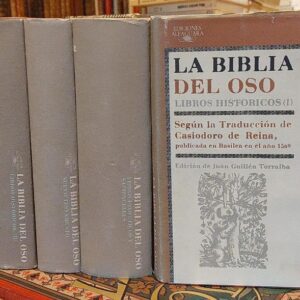 EDICIONES
ALFAGUARA
LA BIBLIA
DEL OSO
LIBROS HISTORICOS (I)
Según la Traducción de
Casiodoro de Reina,
publicada en Basilea en el año 1569
Edición de Juan Guillén Torralba
LA BIBLIA DEL OSO
LA BIBLIA DEL OSO
LA BIBLIA DEL OSO